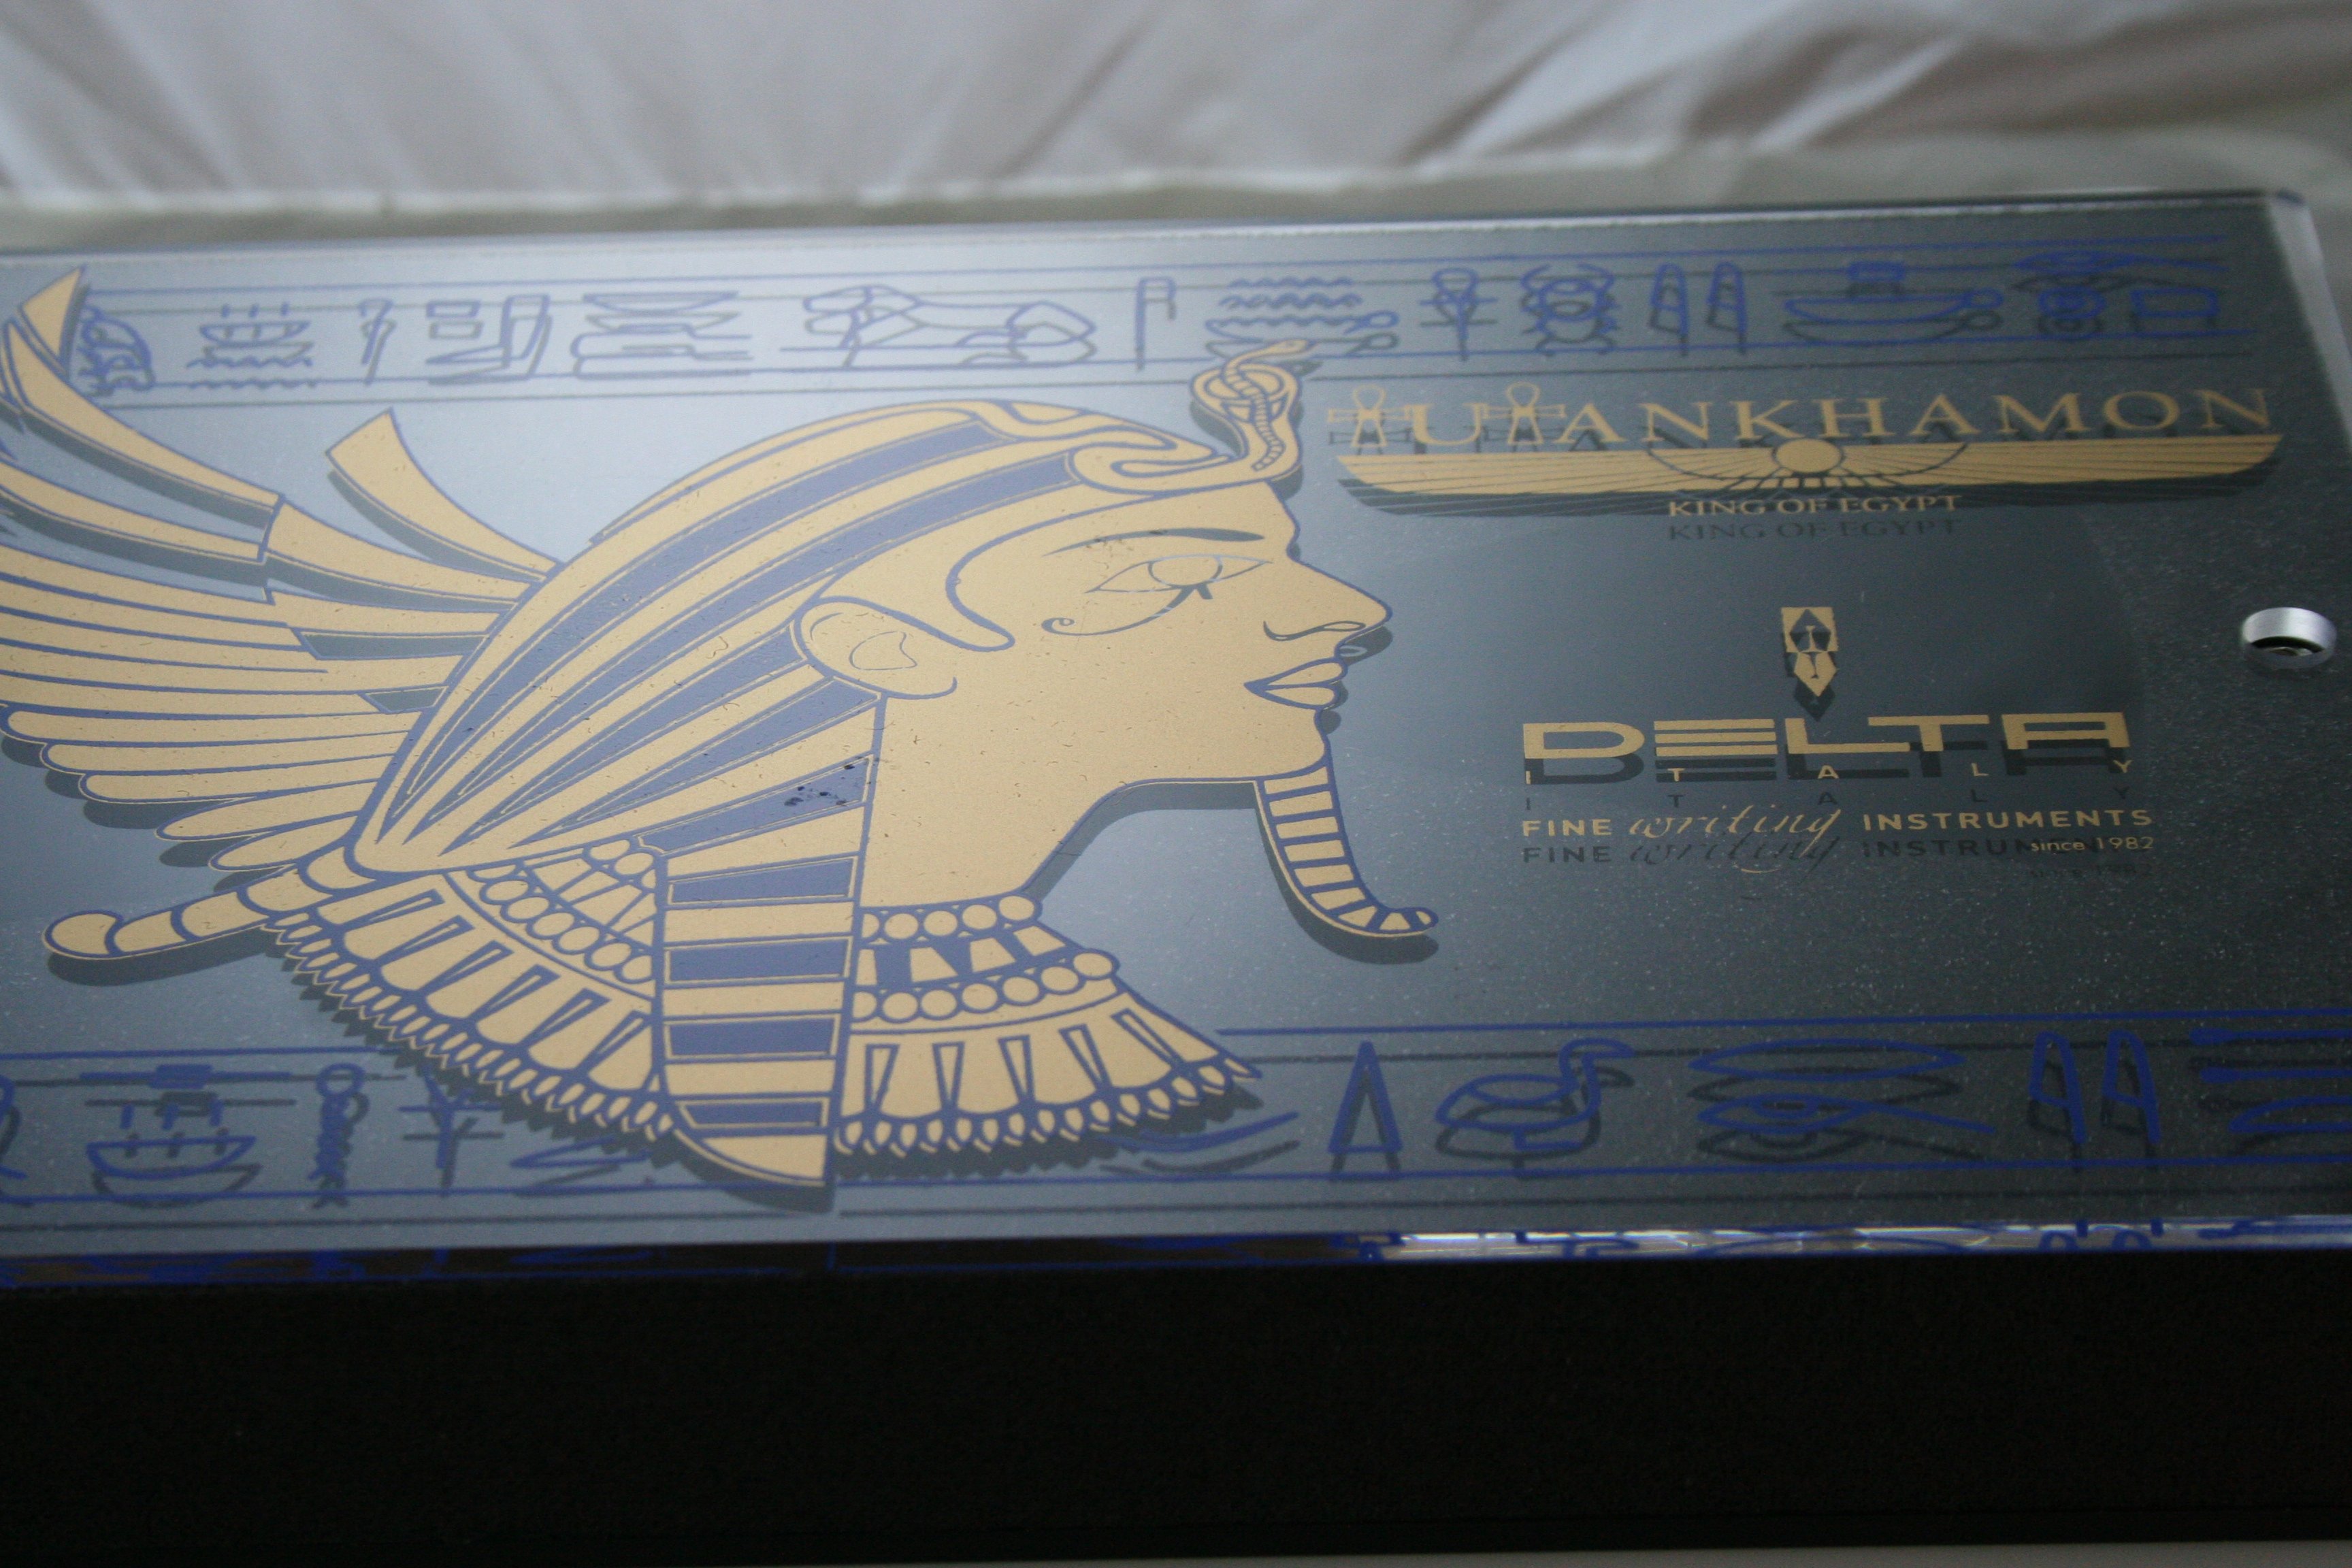 TUTANKHAMON
KING OF EGYPT
DELTA
ITALY
FINE writing INSTRUMENTS
since 1982